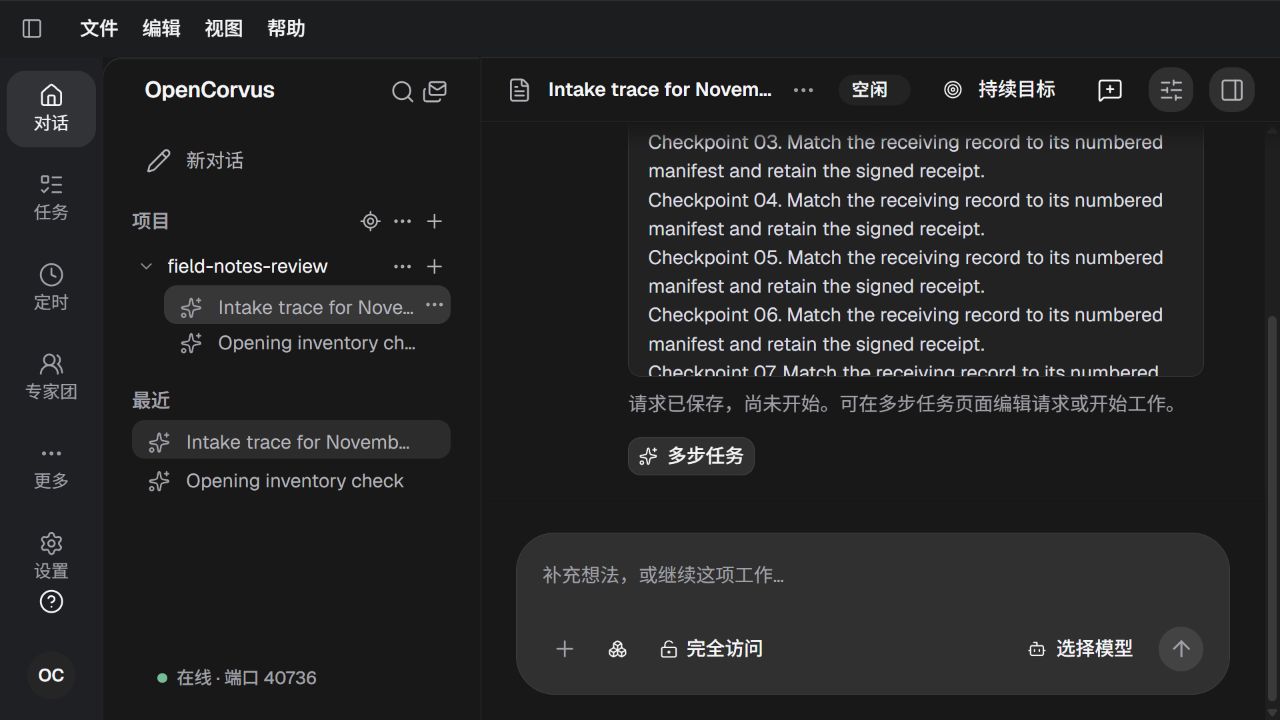 文件 编辑 视图 帮助
对话
任务
定时
专家团
更多
设置
OC
OpenCorvus
新对话
项目
field-notes-review
Intake trace for Nove...
Opening inventory ch...
最近
Intake trace for Novemb...
Opening inventory check
在线 · 端口 40736
Intake trace for Novem... 空闲 持续目标
Checkpoint 03. Match the receiving record to its numbered
manifest and retain the signed receipt.
Checkpoint 04. Match the receiving record to its numbered
manifest and retain the signed receipt.
Checkpoint 05. Match the receiving record to its numbered
manifest and retain the signed receipt.
Checkpoint 06. Match the receiving record to its numbered
manifest and retain the signed receipt.
Checkpoint 07. Match the receiving record to its numbered
请求已保存，尚未开始。可在多步任务页面编辑请求或开始工作。
多步任务
补充想法，或继续这项工作...
完全访问 选择模型